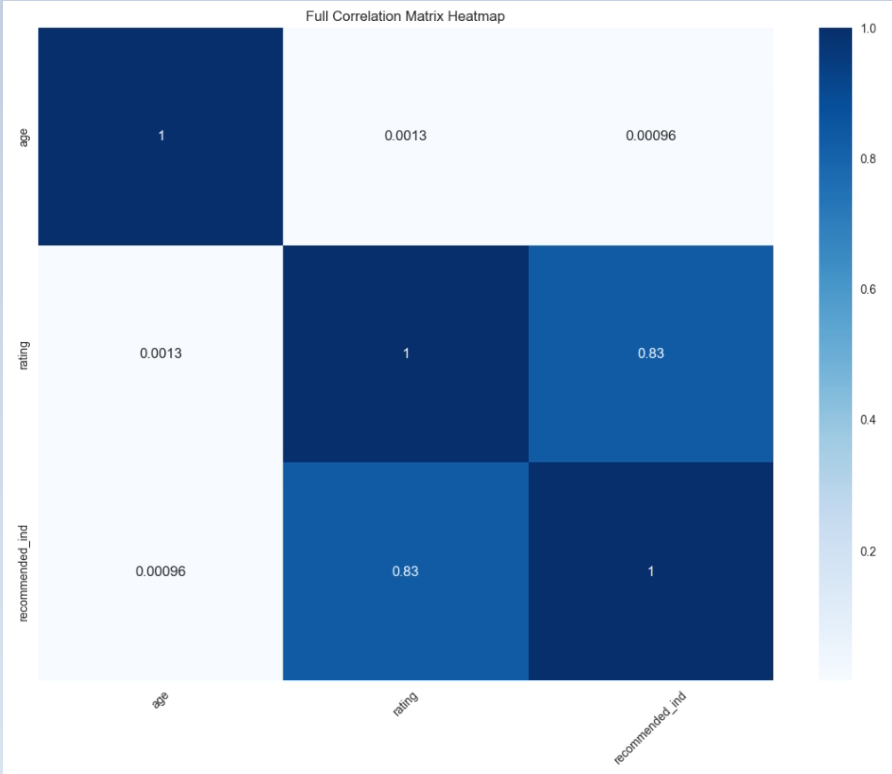 Full Correlation Matrix Heatmap
age
1
0.0013
0.00096
rating
0.0013
1
0.83
recommended_ind
0.00096
0.83
1
age
rating
recommended_ind
1.0
0.8
0.6
0.4
0.2